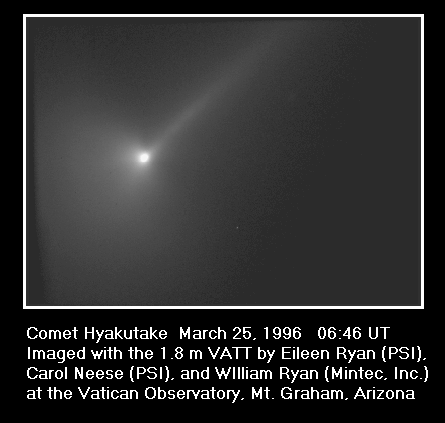 Comet Hyakutake March 25, 1996 06:46 UT
Imaged with the 1.8 m VATT by Eileen Ryan (PSI),
Carol Neese (PSI), and WIlliam Ryan (Mintec, Inc.)
at the Vatican Observatory, Mt. Graham, Arizona